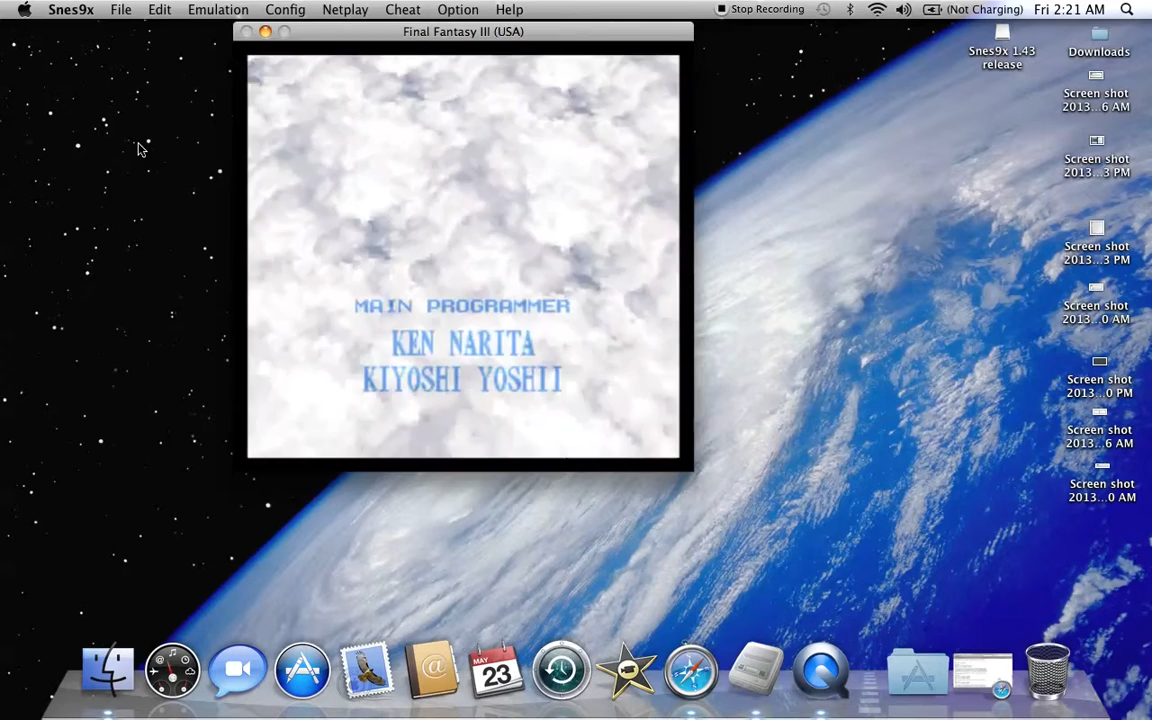 Snes9x File Edit Emulation Config Netplay Cheat Option Help Stop Recording (Not Charging) Fri 2:21 AM
Final Fantasy III (USA)
MAIN PROGRAMMER
KEN NARITA
KIYOSHI YOSHII
Snes9x 1.43
release
Downloads
Screen shot
2013...6 AM
Screen shot
2013...3 PM
Screen shot
2013...3 PM
Screen shot
2013...0 AM
Screen shot
2013...0 PM
Screen shot
2013...6 AM
Screen shot
2013...0 AM
MAY
23